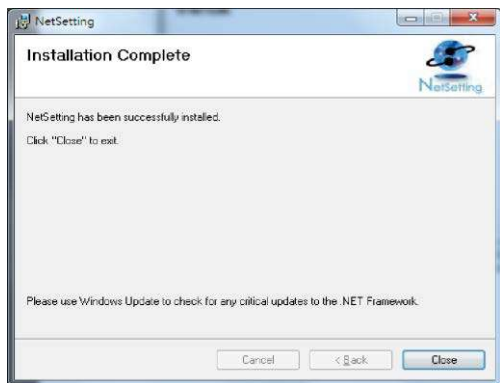 NetSetting
Installation Complete
NetSetting
NetSetting has been successfully installed.
Click "Close" to exit.
Please use Windows Update to check for any critical updates to the .NET Framework.
Cancel
< Back
Close